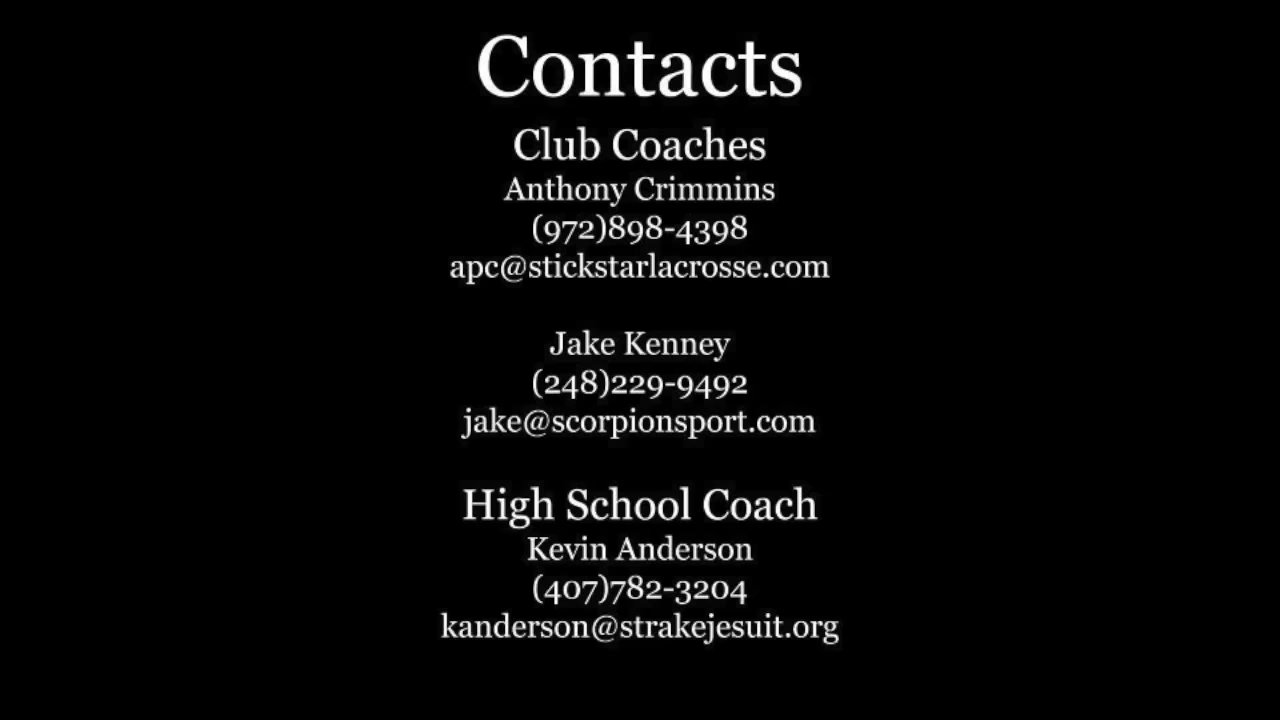 Contacts
Club Coaches
Anthony Crimmins
(972)898-4398
apc@stickstarlacrosse.com
Jake Kenney
(248)229-9492
jake@scorpionsport.com
High School Coach
Kevin Anderson
(407)782-3204
kanderson@strakejesuit.org